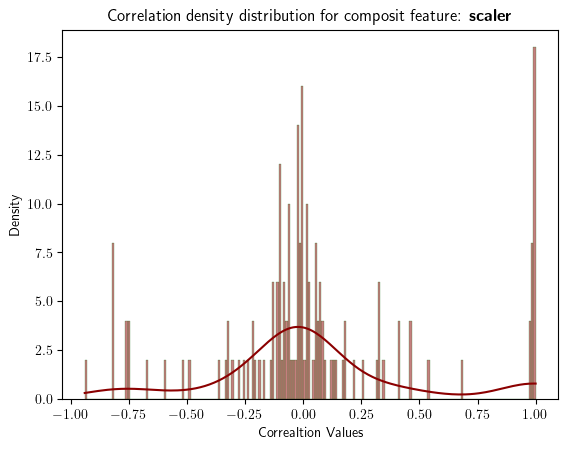 Correlation density distribution for composit feature: scaler
17.5
15.0
12.5
10.0
7.5
5.0
2.5
0.0
Density
−1.00 −0.75 −0.50 −0.25 0.00 0.25 0.50 0.75 1.00
Correaltion Values